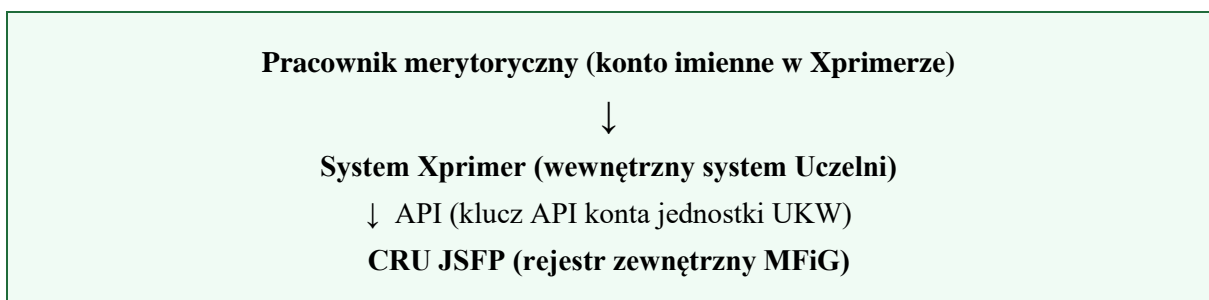 Pracownik merytoryczny (konto imienne w Xprimerze)
↓
System Xprimer (wewnętrzny system Uczelni)
↓ API (klucz API konta jednostki UKW)
CRU JSFP (rejestr zewnętrzny MFiG)